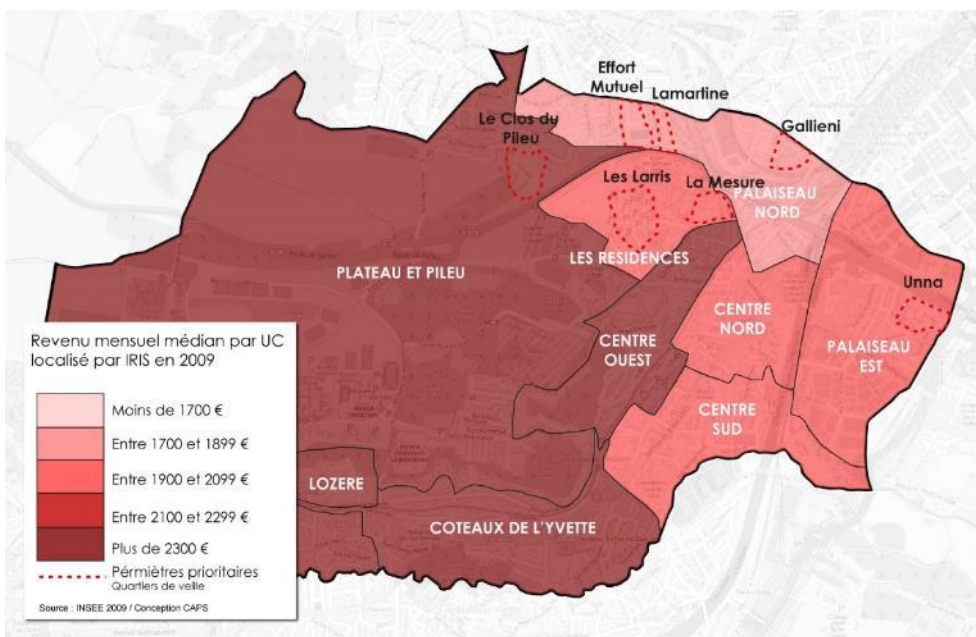 Effort
Mutuel
Lamartine
Le Clos du
Pileu
Gallieni
Les Larris
La Mesure
PALAISEAU
NORD
PLATEAU ET PILEU
LES RESIDENCES
Unna
CENTRE
NORD
CENTRE
OUEST
PALAISEAU
EST
CENTRE
SUD
LOZERE
COTEAUX DE L'YVETTE
Revenu mensuel médian par UC
localisé par IRIS en 2009
Moins de 1700 €
Entre 1700 et 1899 €
Entre 1900 et 2099 €
Entre 2100 et 2299 €
Plus de 2300 €
Pérmiètres prioritaires
Quartiers de veille
Source : INSEE 2009 / Conception CAPS